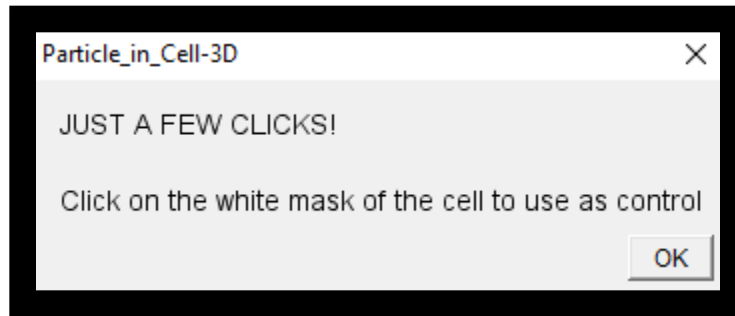 Particle_in_Cell-3D
JUST A FEW CLICKS!
Click on the white mask of the cell to use as control
OK